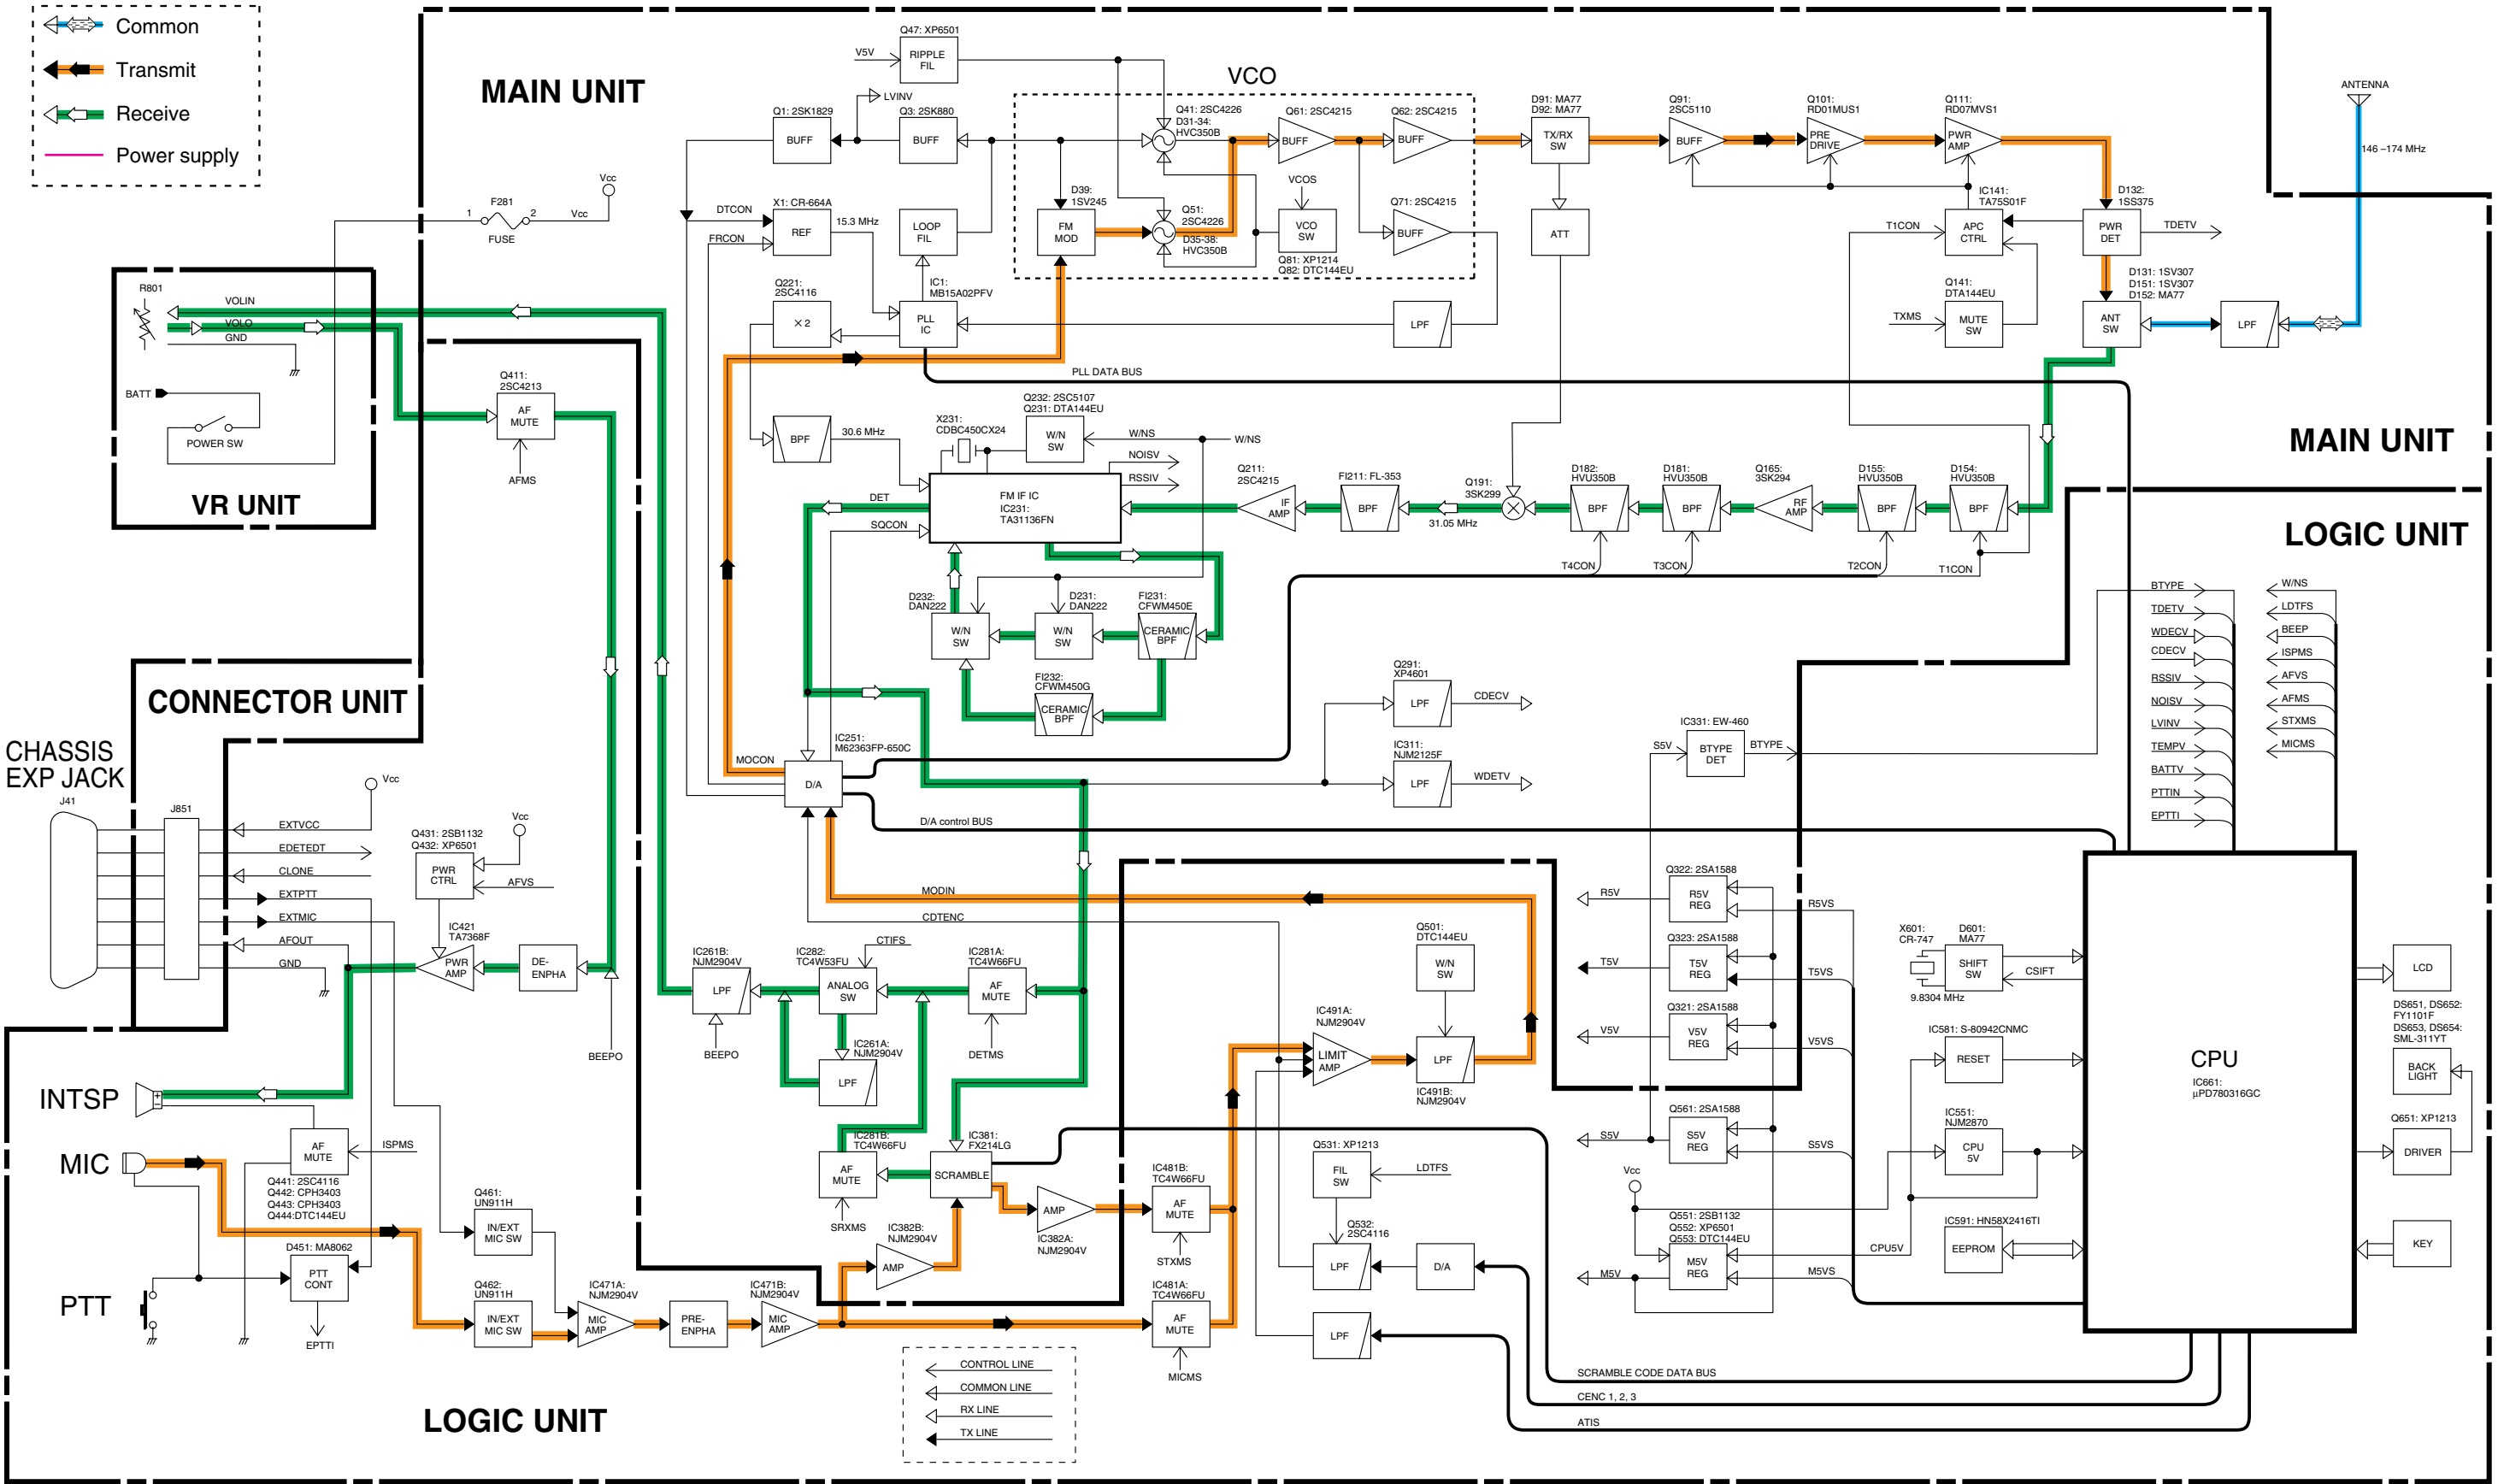 Common
Transmit
Receive
Power supply
MAIN UNIT
Q47: XP6501
V5V
RIPPLE
FIL
LVINV
Q1: 2SK1829
BUFF
Q3: 2SK880
BUFF
VCO
Q41: 2SC4226
D31-34:
HVC350B
Q61: 2SC4215
BUFF
Q62: 2SC4215
BUFF
D91: MA77
D92: MA77
TX/RX
SW
Q91:
2SC5110
BUFF
Q101:
RD01MUS1
PRE
DRIVE
Q111:
RD07MVS1
PWR
AMP
ANTENNA
146 –174 MHz
Vcc
F281
1
2
Vcc
FUSE
DTCON
X1: CR-664A
REF
15.3 MHz
FRCON
LOOP
FIL
D39:
1SV245
FM
MOD
Q51:
2SC4226
D35-38:
HVC350B
VCOS
VCO
SW
Q81: XP1214
Q82: DTC144EU
Q71: 2SC4215
BUFF
ATT
IC141:
TA75S01F
T1CON
APC
CTRL
D132:
1SS375
PWR
DET
TDETV
R801
VOLIN
VOLO
GND
BATT
POWER SW
VR UNIT
Q221:
2SC4116
×2
IC1:
MB15A02PFV
PLL
IC
LPF
Q141:
DTA144EU
TXMS
MUTE
SW
D131: 1SV307
D151: 1SV307
D152: MA77
ANT
SW
LPF
PLL DATA BUS
Q411:
2SC4213
AF
MUTE
AFMS
BPF
30.6 MHz
X231:
CDBC450CX24
Q232: 2SC5107
Q231: DTA144EU
W/N
SW
W/NS
W/NS
NOISV
RSSIV
MAIN UNIT
DET
SQCON
FM IF IC
IC231:
TA31136FN
Q211:
2SC4215
IF
AMP
FI211: FL-353
BPF
31.05 MHz
Q191:
3SK299
D182:
HVU350B
BPF
D181:
HVU350B
BPF
Q165:
3SK294
RF
AMP
D155:
HVU350B
BPF
D154:
HVU350B
BPF
LOGIC UNIT
T4CON
T3CON
T2CON
T1CON
D232:
DAN222
W/N
SW
D231:
DAN222
W/N
SW
FI231:
CFWM450E
CERAMIC
BPF
FI232:
CFWM450G
CERAMIC
BPF
BTYPE
TDETV
WDECV
CDECV
RSSIV
NOISV
LVINV
TEMPV
BATTV
PTTIN
EPTTI
W/NS
LDTFS
BEEP
ISPMS
AFVS
AFMS
STXMS
MICMS
CONNECTOR UNIT
Q291:
XP4601
LPF
CDECV
IC311:
NJM2125F
LPF
WDETV
IC331: EW-460
S5V
BTYPE
DET
BTYPE
CHASSIS
EXP JACK
J41
J851
Vcc
EXTVCC
EDETEDT
CLONE
EXTPTT
EXTMIC
AFOUT
GND
MOCON
IC251:
M62363FP-650C
D/A
D/A control BUS
Q431: 2SB1132
Q432: XP6501
Vcc
PWR
CTRL
AFVS
IC421
TA7368F
PWR
AMP
DE-
ENPHA
BEEPO
MODIN
CDTENC
IC261B:
NJM2904V
LPF
BEEPO
IC282:
TC4W53FU
CTIFS
ANALOG
SW
IC281A:
TC4W66FU
AF
MUTE
DETMS
IC261A:
NJM2904V
LPF
Q501:
DTC144EU
W/N
SW
IC491A:
NJM2904V
LIMIT
AMP
LPF
IC491B:
NJM2904V
Q322: 2SA1588
R5V
R5V
REG
R5VS
Q323: 2SA1588
T5V
T5V
REG
T5VS
Q321: 2SA1588
V5V
V5V
REG
V5VS
Q561: 2SA1588
S5V
S5V
REG
S5VS
X601:
CR-747
9.8304 MHz
D601:
MA77
SHIFT
SW
CSIFT
IC581: S-80942CNMC
RESET
IC551:
NJM2870
CPU
5V
CPU
IC661:
µPD780316GC
LCD
DS651, DS652:
FY1101F
DS653, DS654:
SML-311YT
BACK
LIGHT
Q651: XP1213
DRIVER
INTSP
+
–
AF
MUTE
ISPMS
Q441: 2SC4116
Q442: CPH3403
Q443: CPH3403
Q444:DTC144EU
MIC
IC281B:
TC4W66FU
AF
MUTE
SRXMS
IC381:
FX214LG
SCRAMBLE
AMP
IC382A:
NJM2904V
IC382B:
NJM2904V
AMP
IC481B:
TC4W66FU
AF
MUTE
STXMS
IC481A:
TC4W66FU
AF
MUTE
MICMS
Q531: XP1213
FIL
SW
LDTFS
Q532:
2SC4116
LPF
D/A
LPF
Vcc
Q551: 2SB1132
Q552: XP6501
Q553: DTC144EU
M5V
M5V
REG
CPU5V
M5VS
IC591: HN58X2416TI
EEPROM
KEY
D451: MA8062
PTT
CONT
EPTTI
PTT
Q461:
UN911H
IN/EXT
MIC SW
Q462:
UN911H
IN/EXT
MIC SW
IC471A:
NJM2904V
MIC
AMP
PRE-
ENPHA
IC471B:
NJM2904V
MIC
AMP
CONTROL LINE
COMMON LINE
RX LINE
TX LINE
SCRAMBLE CODE DATA BUS
CENC 1, 2, 3
ATIS
LOGIC UNIT